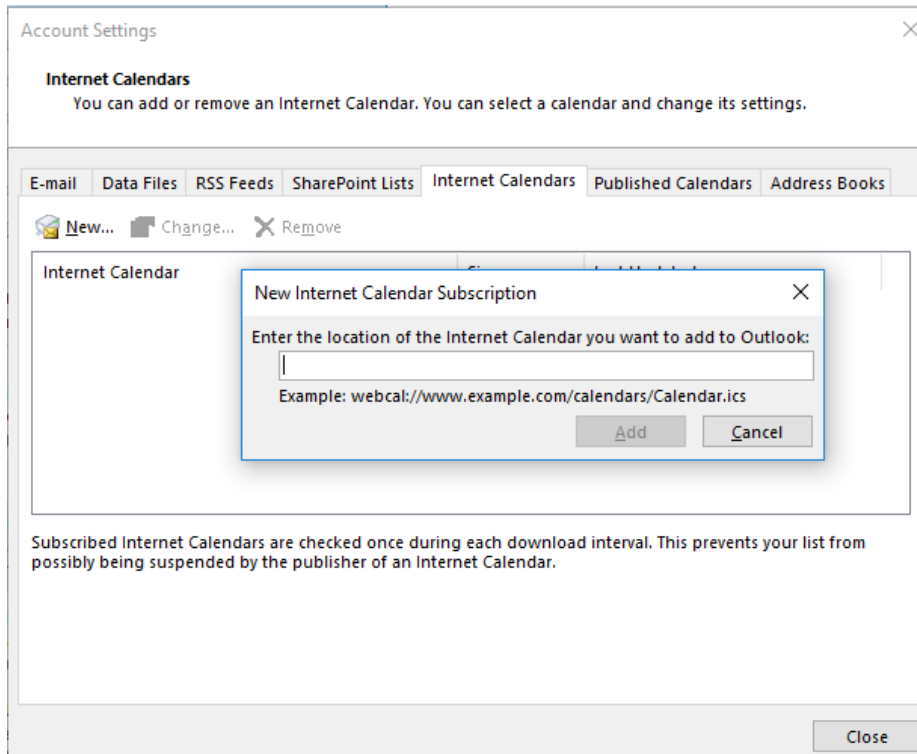 Account Settings
Internet Calendars
You can add or remove an Internet Calendar. You can select a calendar and change its settings.
E-mail Data Files RSS Feeds SharePoint Lists Internet Calendars Published Calendars Address Books
New... Change... Remove
Internet Calendar
New Internet Calendar Subscription
Enter the location of the Internet Calendar you want to add to Outlook:
Example: webcal://www.example.com/calendars/Calendar.ics
Add Cancel
Subscribed Internet Calendars are checked once during each download interval. This prevents your list from
possibly being suspended by the publisher of an Internet Calendar.
Close